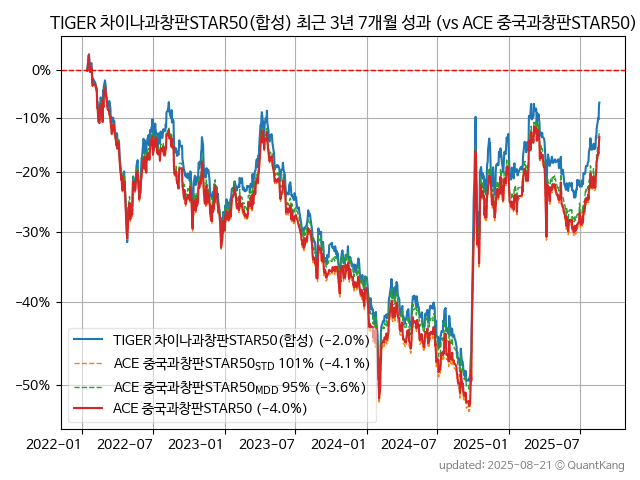 TIGER 차이나과창판STAR50(합성) 최근 3년 7개월 성과 (vs ACE 중국과창판STAR50)
0%
−10%
−20%
−30%
−40%
−50%
TIGER 차이나과창판STAR50(합성) (−2.0%)
ACE 중국과창판STAR50STD 101% (−4.1%)
ACE 중국과창판STAR50MDD 95% (−3.6%)
ACE 중국과창판STAR50 (−4.0%)
2022-01 2022-07 2023-01 2023-07 2024-01 2024-07 2025-01 2025-07
updated: 2025-08-21 © QuantKang